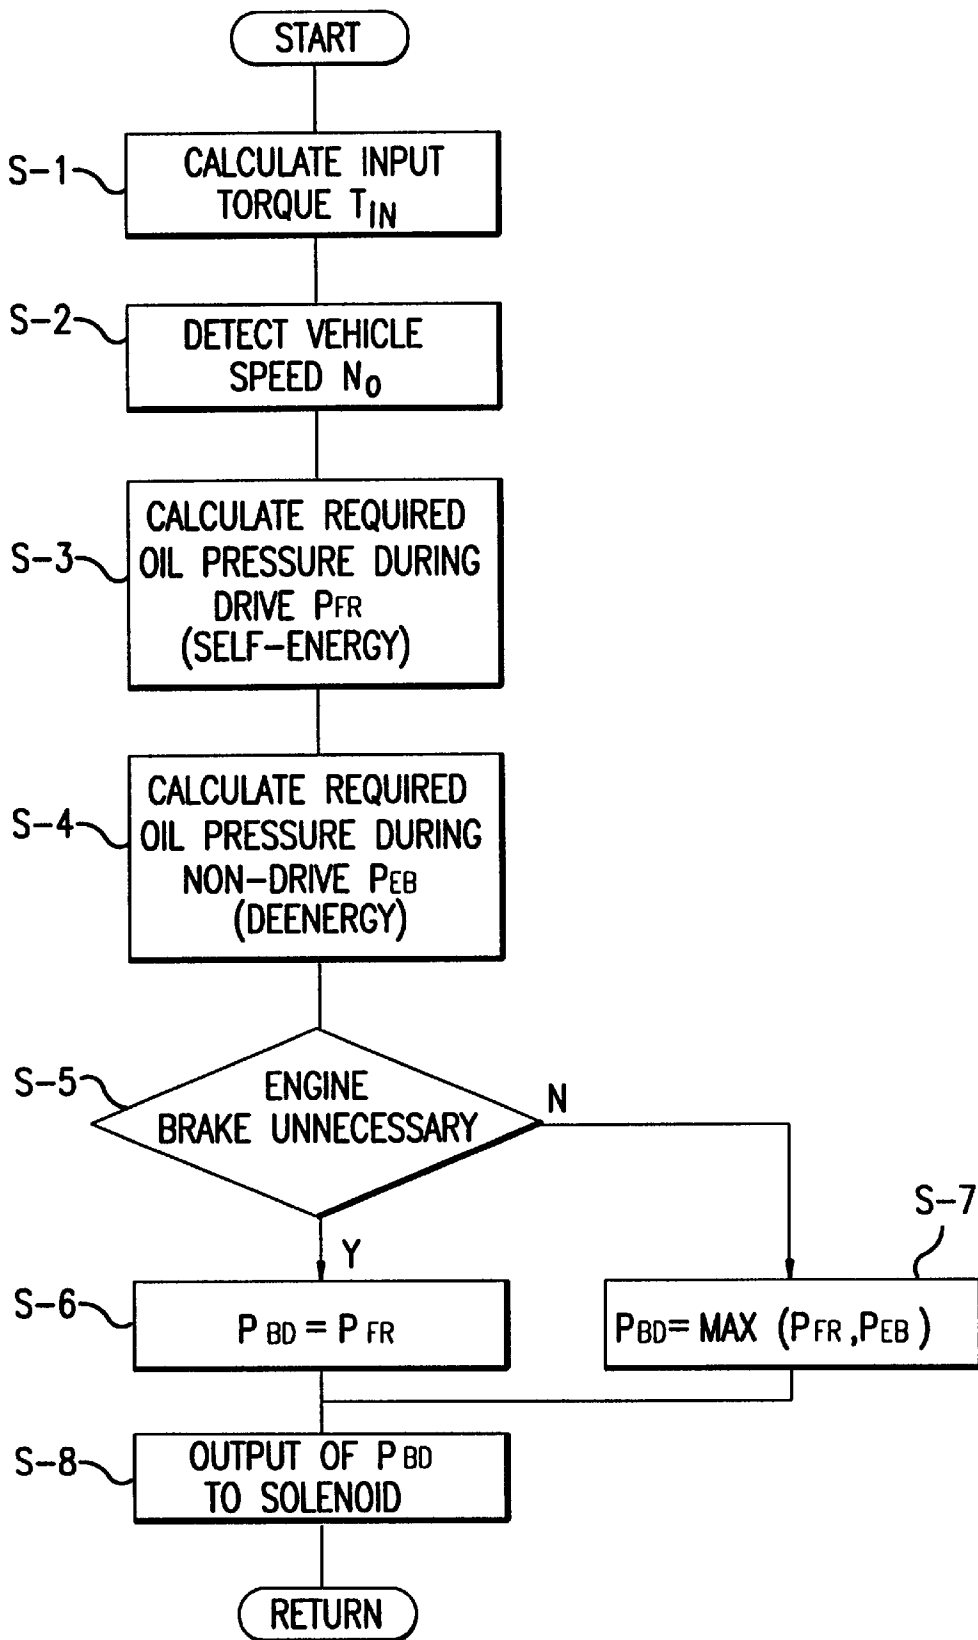 START
S-1
CALCULATE INPUT
TORQUE TIN
S-2
DETECT VEHICLE
SPEED NO
S-3
CALCULATE REQUIRED
OIL PRESSURE DURING
DRIVE PFR
(SELF-ENERGY)
S-4
CALCULATE REQUIRED
OIL PRESSURE DURING
NON-DRIVE PEB
(DEENERGY)
S-5
ENGINE
BRAKE UNNECESSARY
N
Y
S-6
PBD = PFR
S-7
PBD = MAX (PFR, PEB)
S-8
OUTPUT OF PBD
TO SOLENOID
RETURN